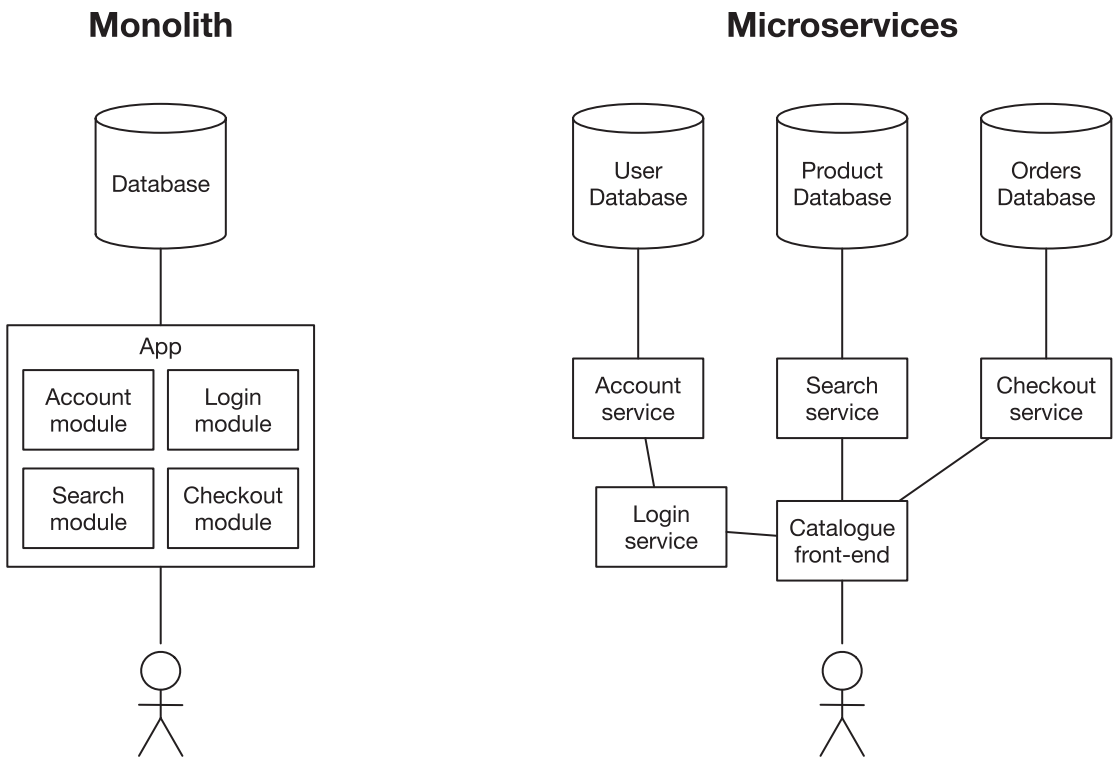 Monolith
Database
App
Account
module
Login
module
Search
module
Checkout
module
Microservices
User
Database
Product
Database
Orders
Database
Account
service
Search
service
Checkout
service
Login
service
Catalogue
front-end